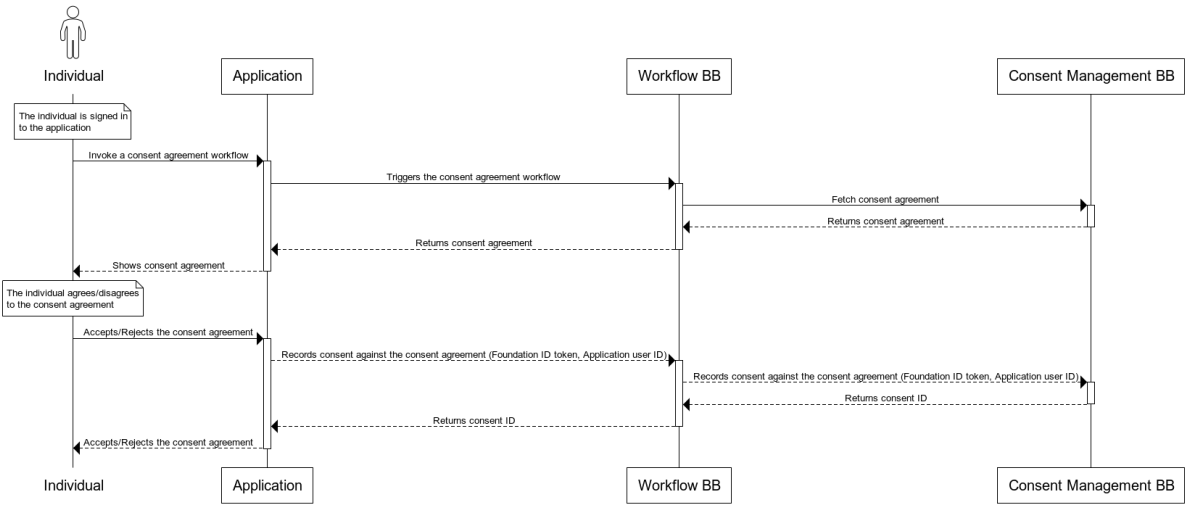 Individual
Application
Workflow BB
Consent Management BB
The individual is signed in
to the application
Invoke a consent agreement workflow
Triggers the consent agreement workflow
Fetch consent agreement
Returns consent agreement
Returns consent agreement
Shows consent agreement
The individual agrees/disagrees
to the consent agreement
Accepts/Rejects the consent agreement
Records consent against the consent agreement (Foundation ID token, Application user ID)
Records consent against the consent agreement (Foundation ID token, Application user ID)
Returns consent ID
Returns consent ID
Accepts/Rejects the consent agreement
Individual
Application
Workflow BB
Consent Management BB